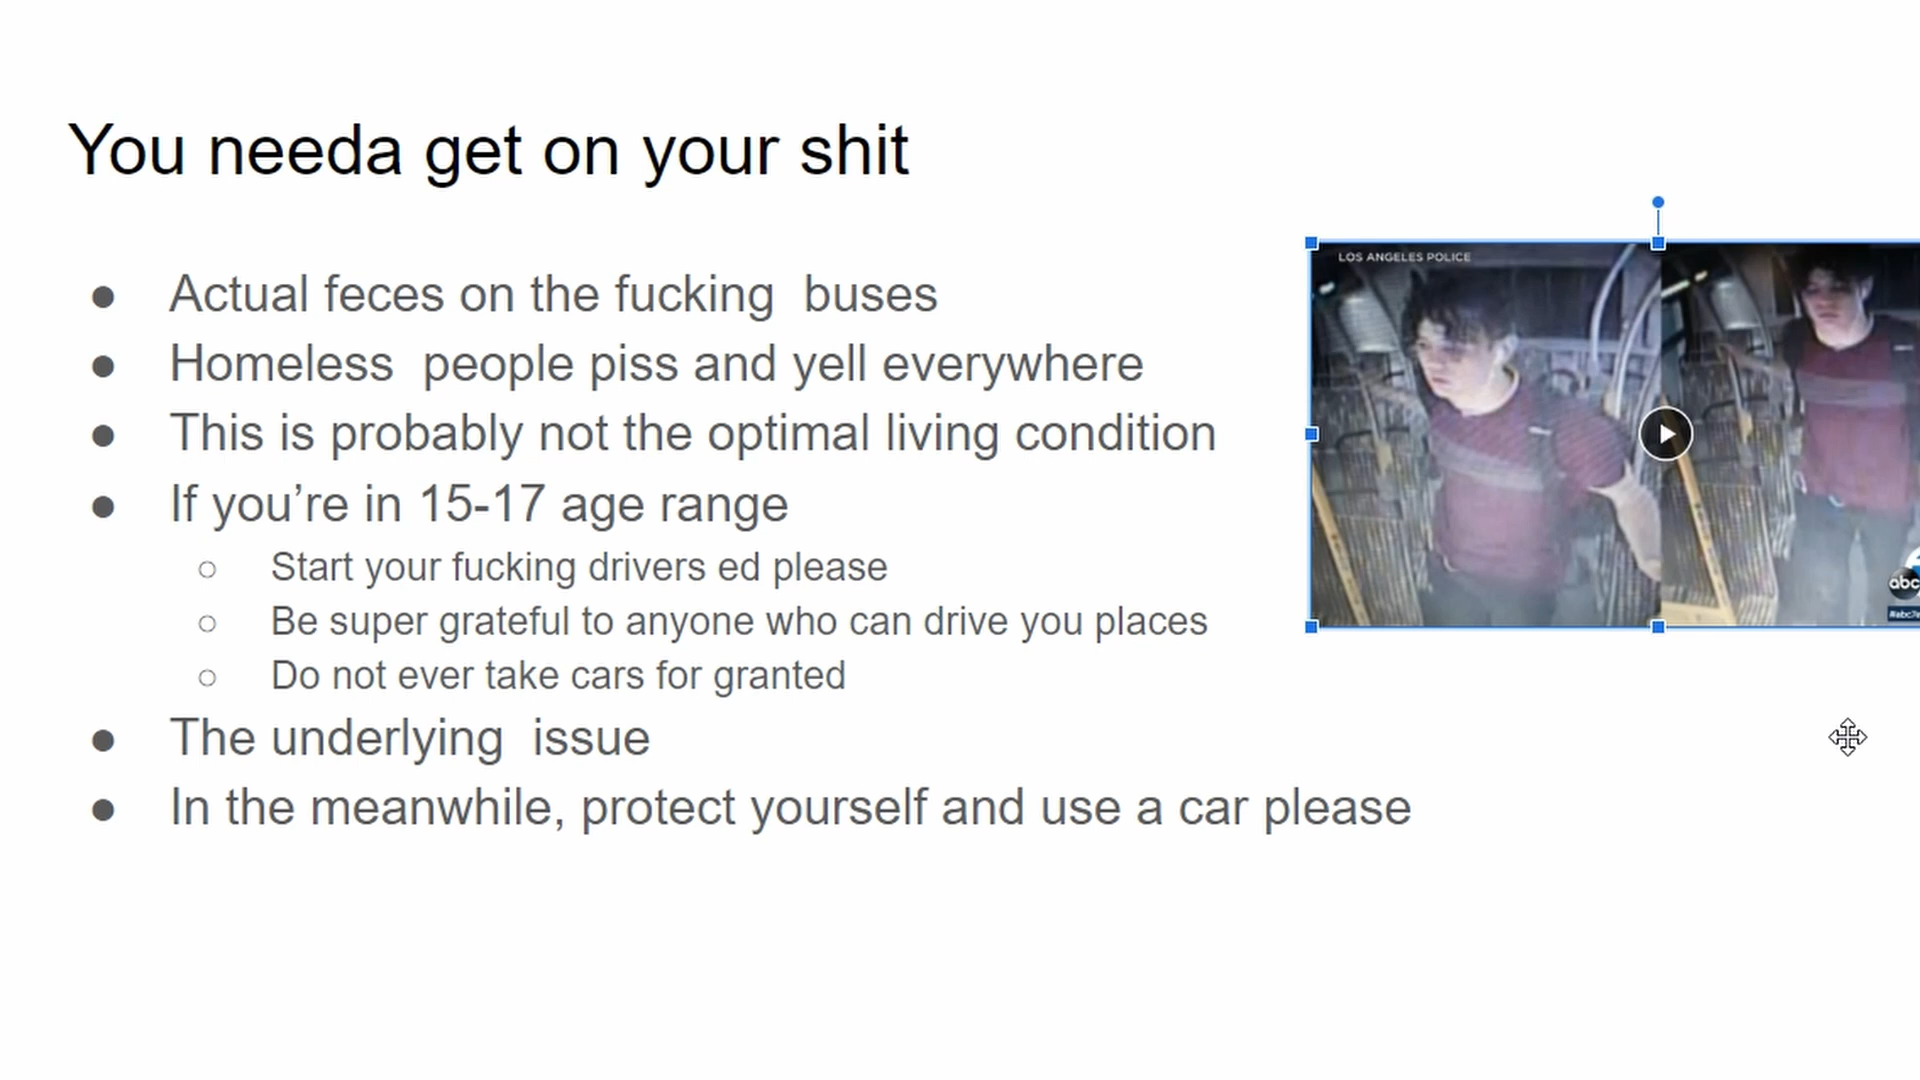 You needa get on your shit
● Actual feces on the fucking  buses
● Homeless  people piss and yell everywhere
● This is probably not the optimal living condition
● If you’re in 15-17 age range
○ Start your fucking drivers ed please
○ Be super grateful to anyone who can drive you places
○ Do not ever take cars for granted
● The underlying  issue
● In the meanwhile, protect yourself and use a car please
LOS ANGELES POLICE
abc